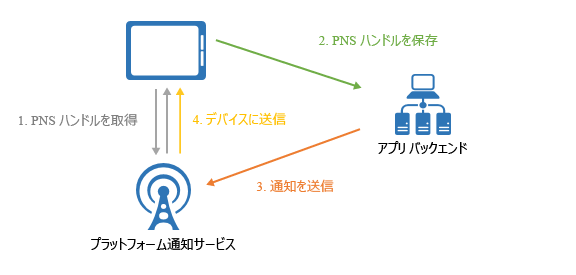 2. PNS ハンドルを保存
1. PNS ハンドルを取得
4. デバイスに送信
アプリ バックエンド
3. 通知を送信
プラットフォーム通知サービス